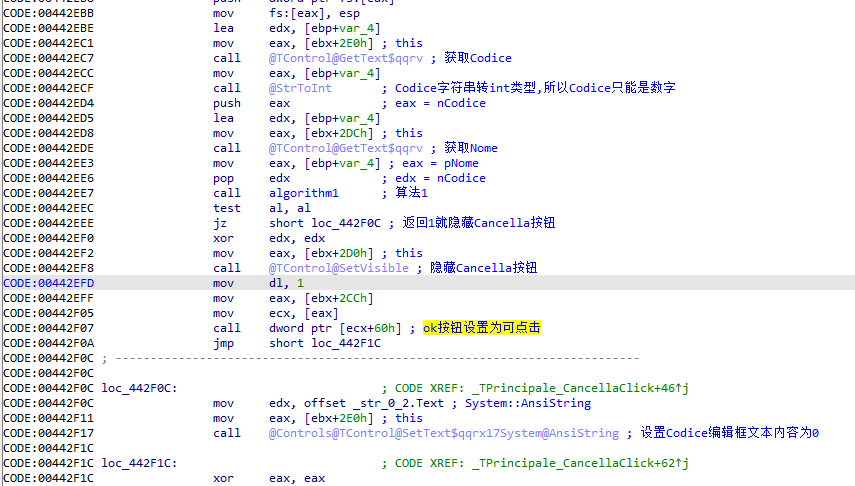 CODE:00442EB8 push dword ptr fs:[eax]
CODE:00442EBB mov fs:[eax], esp
CODE:00442EBE lea edx, [ebp+var_4]
CODE:00442EC1 mov eax, [ebx+2E0h] ; this
CODE:00442EC7 call @TControl@GetText$qqrv ; 获取Codice
CODE:00442ECC mov eax, [ebp+var_4]
CODE:00442ECF call @StrToInt ; Codice字符串转int类型,所以Codice只能是数字
CODE:00442ED4 push eax ; eax = nCodice
CODE:00442ED5 lea edx, [ebp+var_4]
CODE:00442ED8 mov eax, [ebx+2DCh] ; this
CODE:00442EDE call @TControl@GetText$qqrv ; 获取Nome
CODE:00442EE3 mov eax, [ebp+var_4] ; eax = pNome
CODE:00442EE6 pop edx ; edx = nCodice
CODE:00442EE7 call algorithm1 ; 算法1
CODE:00442EEC test al, al
CODE:00442EEE jz short loc_442F0C ; 返回1就隐藏Cancella按钮
CODE:00442EF0 xor edx, edx
CODE:00442EF2 mov eax, [ebx+2D0h] ; this
CODE:00442EF8 call @TControl@SetVisible ; 隐藏Cancella按钮
CODE:00442EFD mov dl, 1
CODE:00442EFF mov eax, [ebx+2CCh]
CODE:00442F05 mov ecx, [eax]
CODE:00442F07 call dword ptr [ecx+60h] ; ok按钮设置为可点击
CODE:00442F0A jmp short loc_442F1C
CODE:00442F0C ; ---------------------------------------------------------------------------
CODE:00442F0C
CODE:00442F0C loc_442F0C: ; CODE XREF: _TPrincipale_CancellaClick+46↑j
CODE:00442F0C mov edx, offset _str_0_2.Text ; System::AnsiString
CODE:00442F11 mov eax, [ebx+2E0h] ; this
CODE:00442F17 call @Controls@TControl@SetText$qqrx17System@AnsiString ; 设置Codice编辑框文本内容为0
CODE:00442F1C
CODE:00442F1C loc_442F1C: ; CODE XREF: _TPrincipale_CancellaClick+62↑j
CODE:00442F1C xor eax, eax